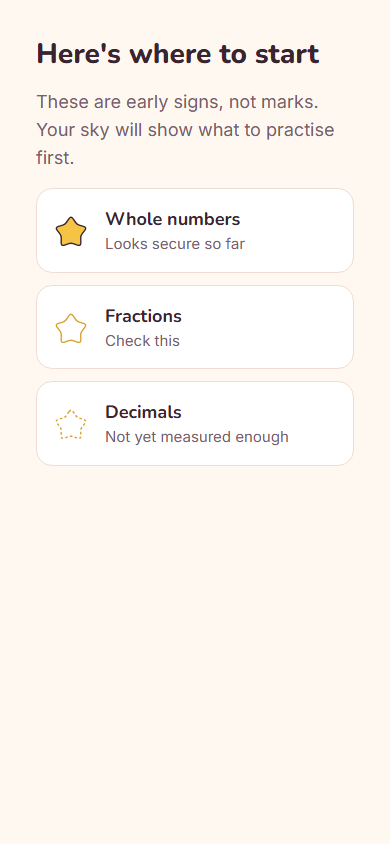 Here's where to start
These are early signs, not marks.
Your sky will show what to practise
first.
Whole numbers
Looks secure so far
Fractions
Check this
Decimals
Not yet measured enough